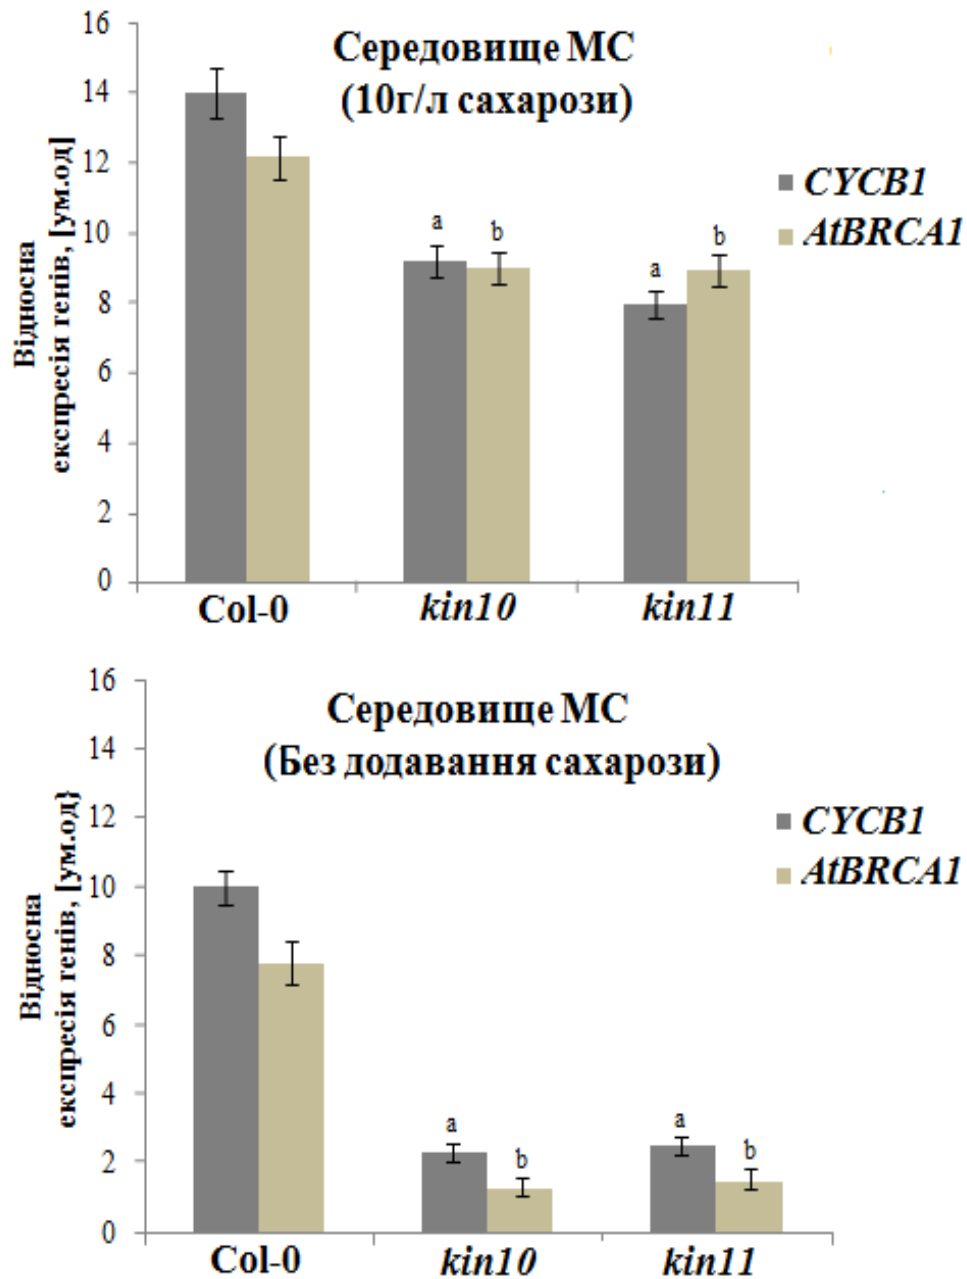 Середовище МС
(10г/л сахарози)
Відносна
експресія генів, [ум.од]
16
14
12
10
8
6
4
2
0
a
b
a
b
CYCB1
AtBRCA1
Col-0
kin10
kin11
Середовище МС
(Без додавання сахарози)
Відносна
експресія генів, [ум.од}
16
14
12
10
8
6
4
2
0
a
b
a
b
CYCB1
AtBRCA1
Col-0
kin10
kin11